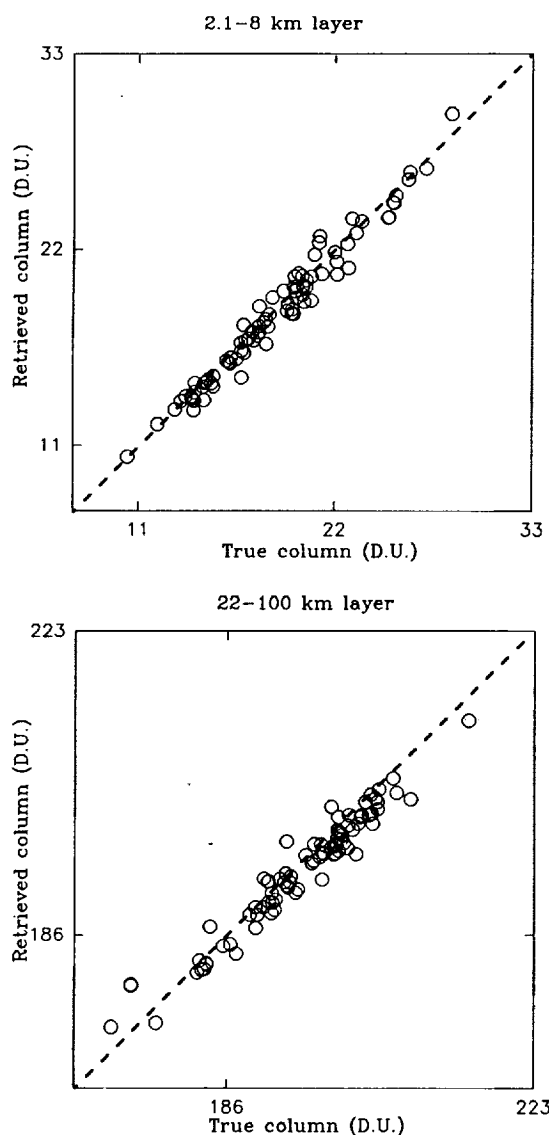 2.1-8 km layer
33
22
11
Retrieved column (D.U.)
11 22 33
True column (D.U.)
22-100 km layer
223
186
Retrieved column (D.U.)
186 223
True column (D.U.)